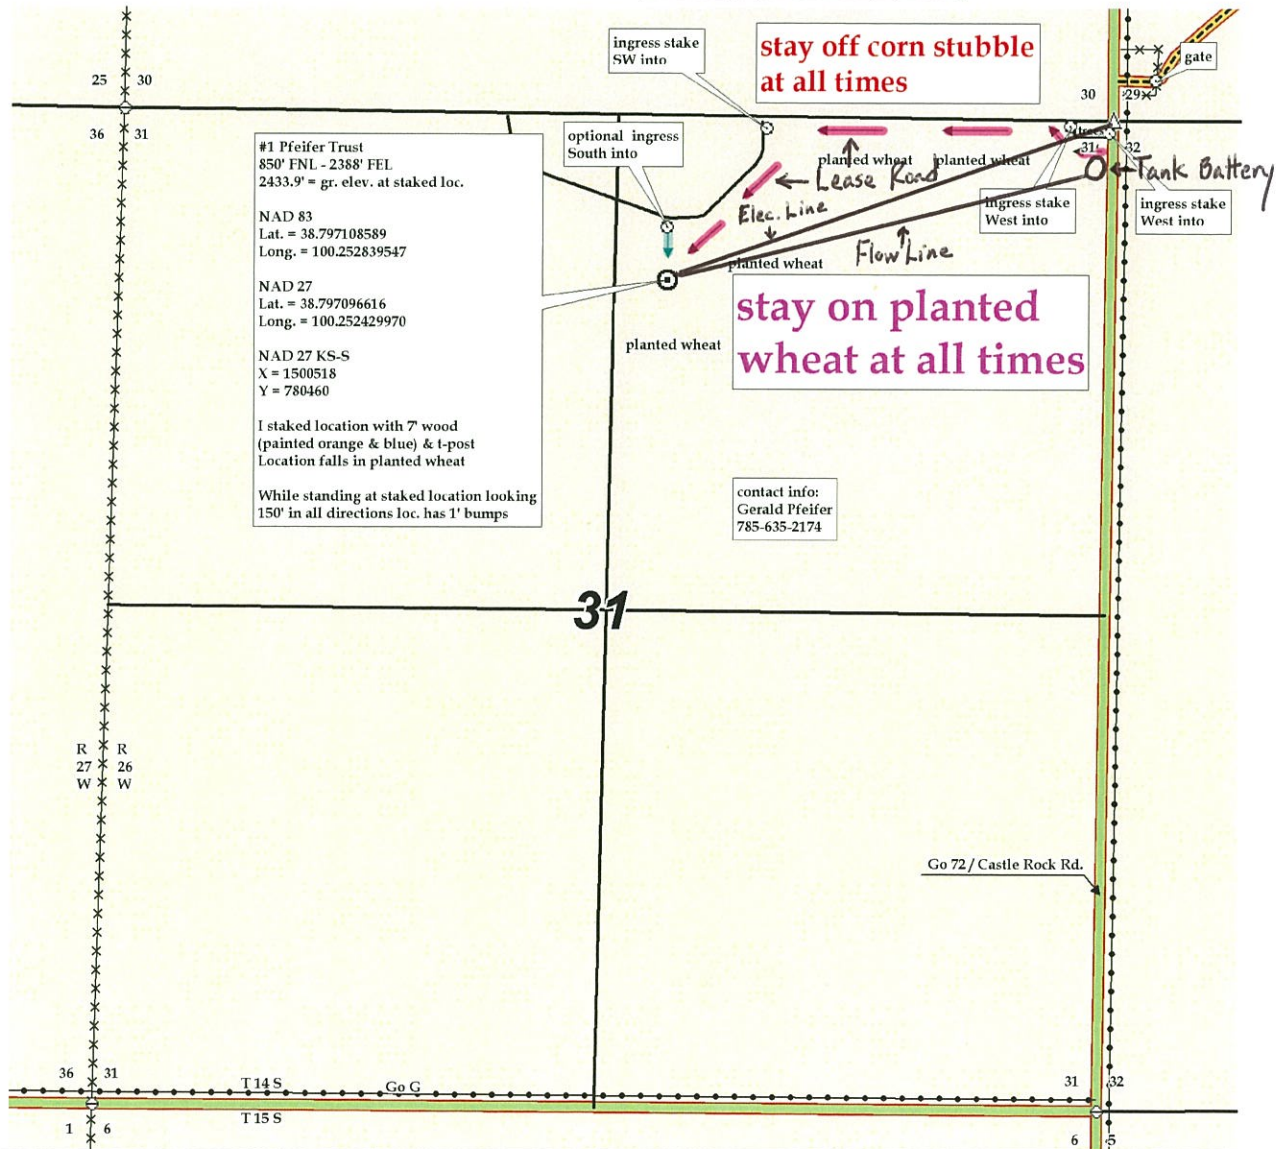 ingress stake
SW into
stay off corn stubble
at all times
gate
25 30
30 29
36 31
optional ingress
South into
trees
31 32
planted wheat planted wheat
← Lease Road
← Tank Battery
ingress stake
West into
ingress stake
West into
Elec. Line
Flow Line
planted wheat
#1 Pfeifer Trust
850' FNL - 2388' FEL
2433.9' = gr. elev. at staked loc.
NAD 83
Lat. = 38.797108589
Long. = 100.252839547
NAD 27
Lat. = 38.797096616
Long. = 100.252429970
NAD 27 KS-S
X = 1500518
Y = 780460
I staked location with 7' wood
(painted orange & blue) & t-post
Location falls in planted wheat
While standing at staked location looking
150' in all directions loc. has 1' bumps
stay on planted
wheat at all times
planted wheat
contact info:
Gerald Pfeifer
785-635-2174
31
R R
27 26
W W
Go 72 / Castle Rock Rd.
36 31
T 14 S
Go G
31 32
T 15 S
1 6
6 5